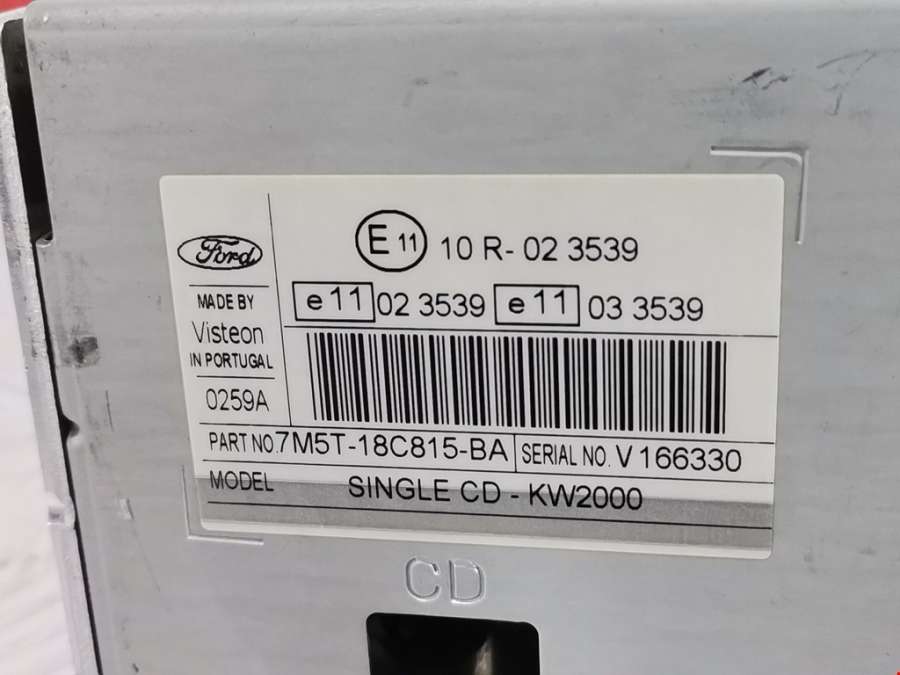 Ford
MADE BY
Visteon
IN PORTUGAL
0259A
E 11 10 R- 02 3539
e 11 02 3539 e 11 03 3539
PART NO. 7M5T-18C815-BA SERIAL NO. V 166330
MODEL SINGLE CD - KW2000
CD